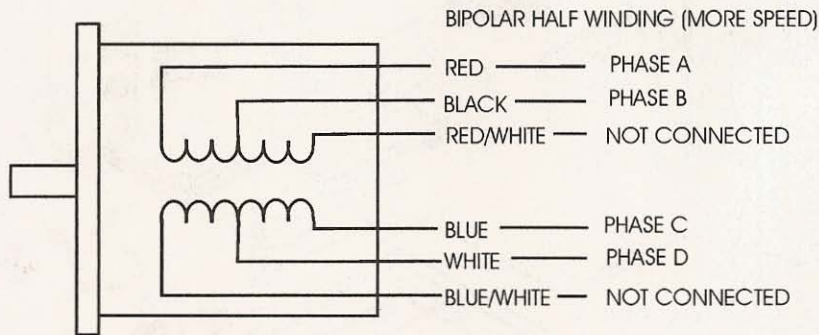 BIPOLAR HALF WINDING (MORE SPEED)
RED PHASE A
BLACK PHASE B
RED/WHITE NOT CONNECTED
BLUE PHASE C
WHITE PHASE D
BLUE/WHITE NOT CONNECTED